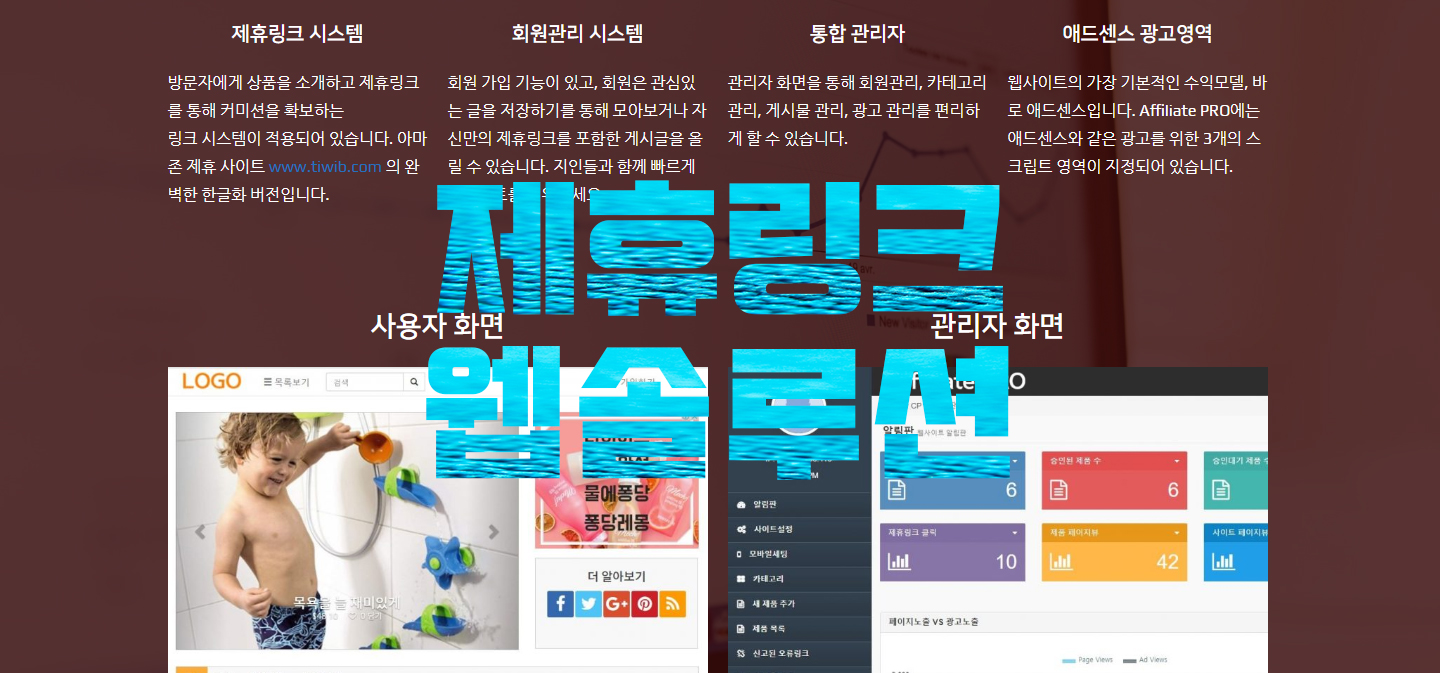 제휴링크 시스템
방문자에게 상품을 소개하고 제휴링크
를 통해 커미션을 확보하는
링크 시스템이 적용되어 있습니다. 아마
존 제휴 사이트 www.tiwib.com 의 완
벽한 한글화 버전입니다.
회원관리 시스템
회원 가입 기능이 있고, 회원은 관심있
는 글을 저장하기를 통해 모아보거나 자
신만의 제휴링크를 포함한 게시글을 올
릴 수 있습니다. 지인들과 함께 빠르게
통합 관리자
관리자 화면을 통해 회원관리, 카테고리
관리, 게시물 관리, 광고 관리를 편리하
게 할 수 있습니다.
애드센스 광고영역
웹사이트의 가장 기본적인 수익모델, 바
로 애드센스입니다. Affiliate PRO에는
애드센스와 같은 광고를 위한 3개의 스
크립트 영역이 지정되어 있습니다.
제휴링크
웹솔루션
사용자 화면
LOGO
목록보기
검색
물에퐁당
퐁당레몽
목욕을 늘 재미있게
더 알아보기
관리자 화면
알림판 웹사이트 알림판
6
승인된 제품 수
6
승인대기 제품 수
제휴링크 클릭
10
제품 페이지뷰
42
사이트 페이지뷰
알림판
사이트설정
모바일세팅
카테고리
새 제품 추가
제품 목록
신고된 오류링크
페이지노출 VS 광고노출
Page Views
Ad Views